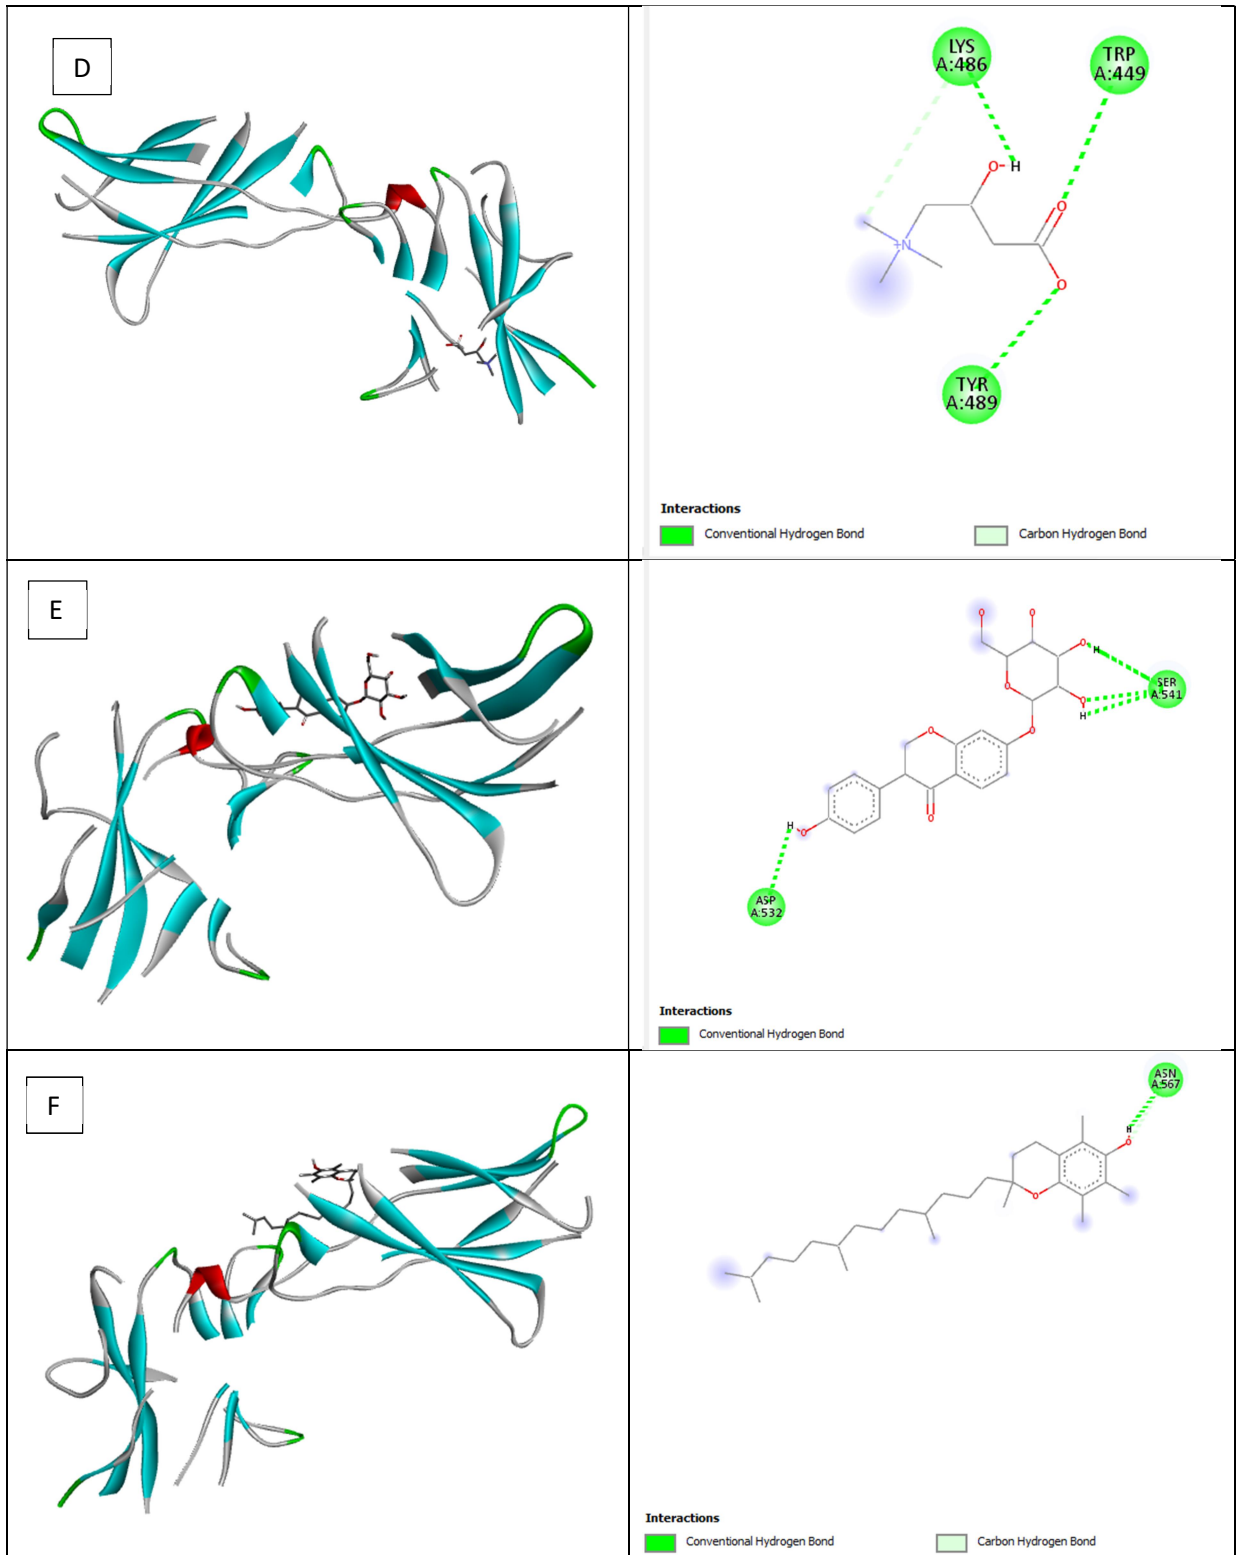 D
LYS
A:486
TRP
A:449
O-H
O
+N
O
TYR
A:489
Interactions
Conventional Hydrogen Bond
Carbon Hydrogen Bond
E
O
O
O
H
SER
A:541
O
O
H
O
O
O
H
O
ASP
A:532
Interactions
Conventional Hydrogen Bond
F
ASN
A:567
H
O
O
Interactions
Conventional Hydrogen Bond
Carbon Hydrogen Bond